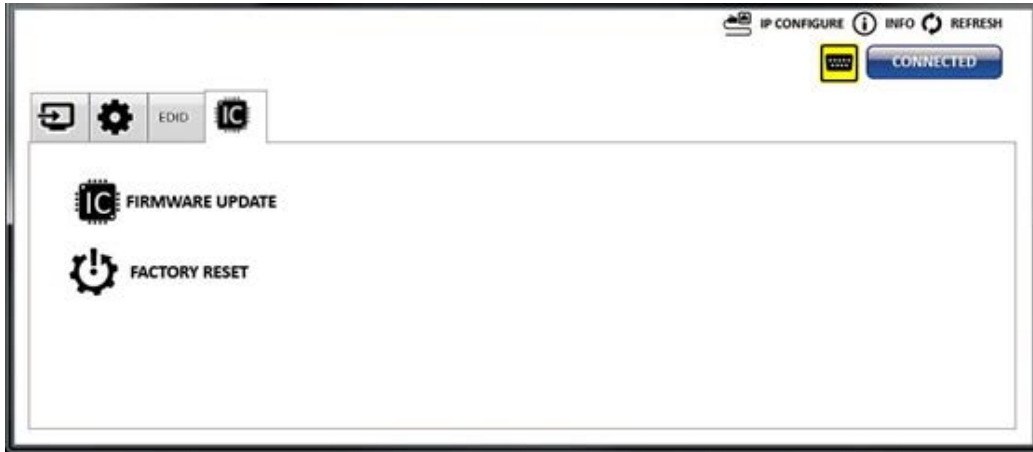 IP CONFIGURE INFO REFRESH
CONNECTED
EDID IC
IC FIRMWARE UPDATE
FACTORY RESET